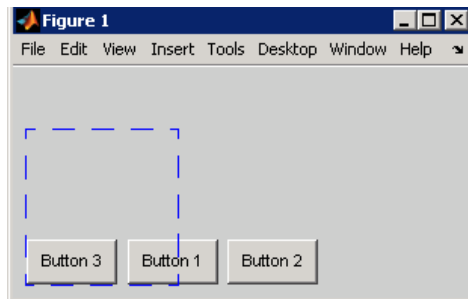 Figure 1
File Edit View Insert Tools Desktop Window Help
Button 3 Button 1 Button 2